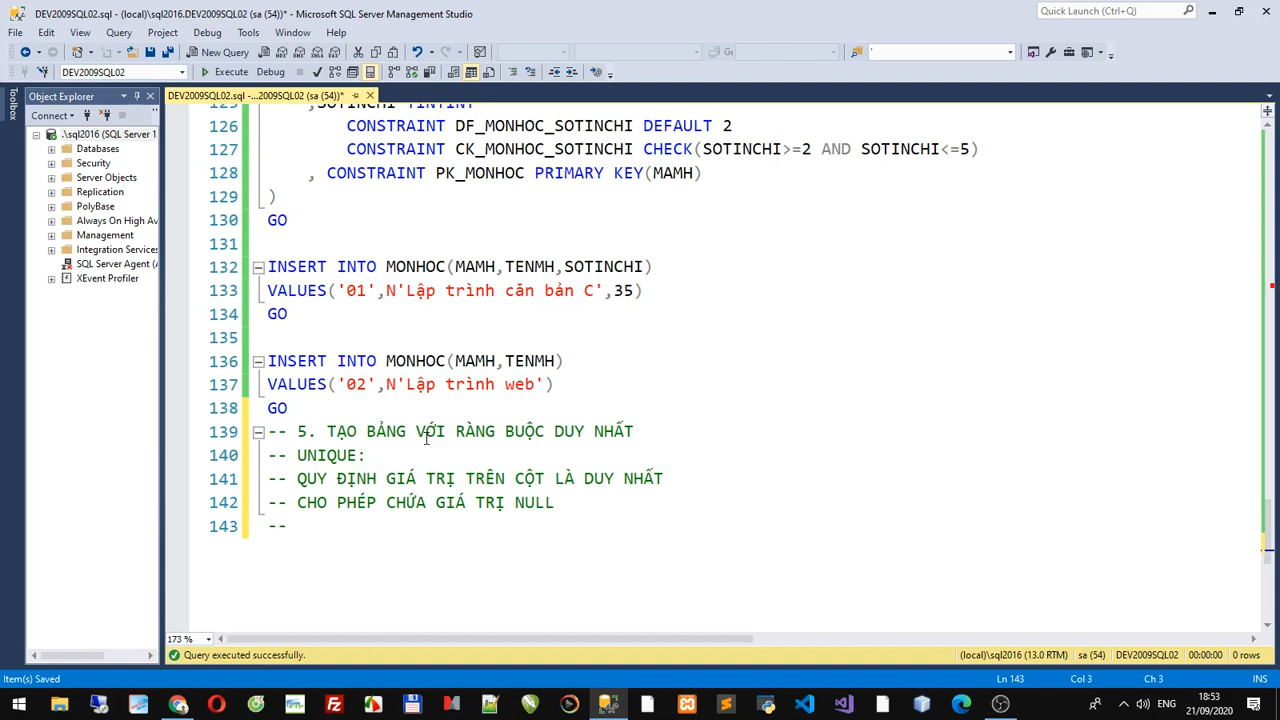 DEV2009SQL02.sql - (local)\sql2016.DEV2009SQL02 (sa (54))* - Microsoft SQL Server Management Studio
Quick Launch (Ctrl+Q)
File Edit View Query Project Debug Tools Window Help
New Query
DEV2009SQL02 Execute Debug
Toolbox
Object Explorer
DEV2009SQL02.sql -...2009SQL02 (sa (54))*
Connect
.\sql2016 (SQL Server 1
Databases
Security
Server Objects
Replication
PolyBase
Always On High Av
Management
Integration Services
SQL Server Agent (A
XEvent Profiler
125 ,SOTINCHI TINYINT
126 CONSTRAINT DF_MONHOC_SOTINCHI DEFAULT 2
127 CONSTRAINT CK_MONHOC_SOTINCHI CHECK(SOTINCHI>=2 AND SOTINCHI<=5)
128 , CONSTRAINT PK_MONHOC PRIMARY KEY(MAMH)
129 )
130 GO
131
132 INSERT INTO MONHOC(MAMH,TENMH,SOTINCHI)
133 VALUES('01',N'Lập trình căn bản C',35)
134 GO
135
136 INSERT INTO MONHOC(MAMH,TENMH)
137 VALUES('02',N'Lập trình web')
138 GO
139 -- 5. TẠO BẢNG VỚI RÀNG BUỘC DUY NHẤT
140 -- UNIQUE:
141 -- QUY ĐỊNH GIÁ TRỊ TRÊN CỘT LÀ DUY NHẤT
142 -- CHO PHÉP CHỨA GIÁ TRỊ NULL
143 --
173 %
Query executed successfully. (local)\sql2016 (13.0 RTM) sa (54) DEV2009SQL02 00:00:00 0 rows
Item(s) Saved Ln 143 Col 3 Ch 3 INS
ENG
18:53
21/09/2020